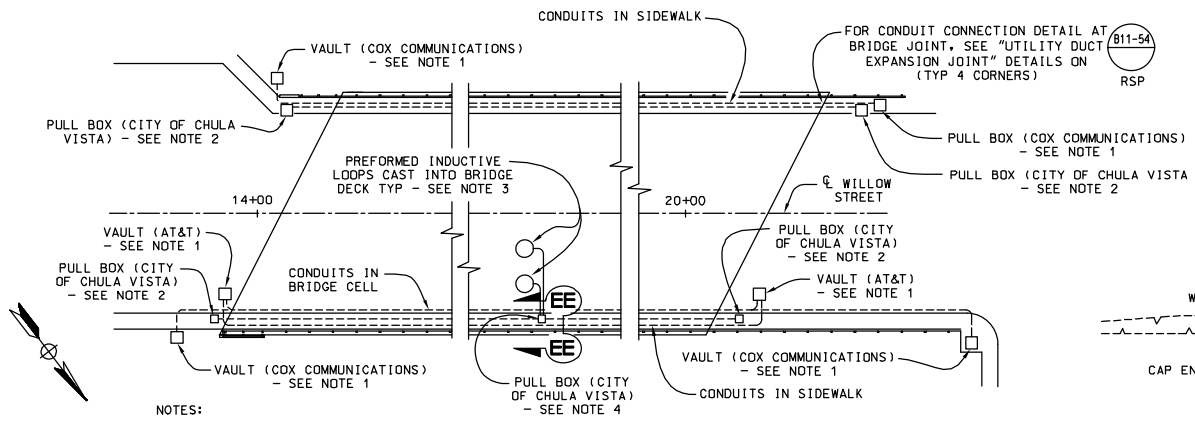 CONDUITS IN SIDEWALK
FOR CONDUIT CONNECTION DETAIL AT
BRIDGE JOINT, SEE "UTILITY DUCT
EXPANSION JOINT" DETAILS ON
(TYP 4 CORNERS)
B11-54
RSP
VAULT (COX COMMUNICATIONS)
- SEE NOTE 1
PULL BOX (CITY OF CHULA
VISTA) - SEE NOTE 2
PREFORMED INDUCTIVE
LOOPS CAST INTO BRIDGE
DECK TYP - SEE NOTE 3
PULL BOX (COX COMMUNICATIONS)
- SEE NOTE 1
PULL BOX (CITY OF CHULA VISTA
- SEE NOTE 2
℄ WILLOW
STREET
14+00
20+00
VAULT (AT&T)
- SEE NOTE 1
PULL BOX (CITY
OF CHULA VISTA)
- SEE NOTE 2
CONDUITS IN
BRIDGE CELL
PULL BOX (CITY
OF CHULA VISTA)
- SEE NOTE 2
VAULT (AT&T)
- SEE NOTE 1
EE
EE
VAULT (COX COMMUNICATIONS)
- SEE NOTE 1
PULL BOX (CITY
OF CHULA VISTA)
- SEE NOTE 4
VAULT (COX COMMUNICATIONS)
- SEE NOTE 1
CONDUITS IN SIDEWALK
NOTES:
W
CAP EN